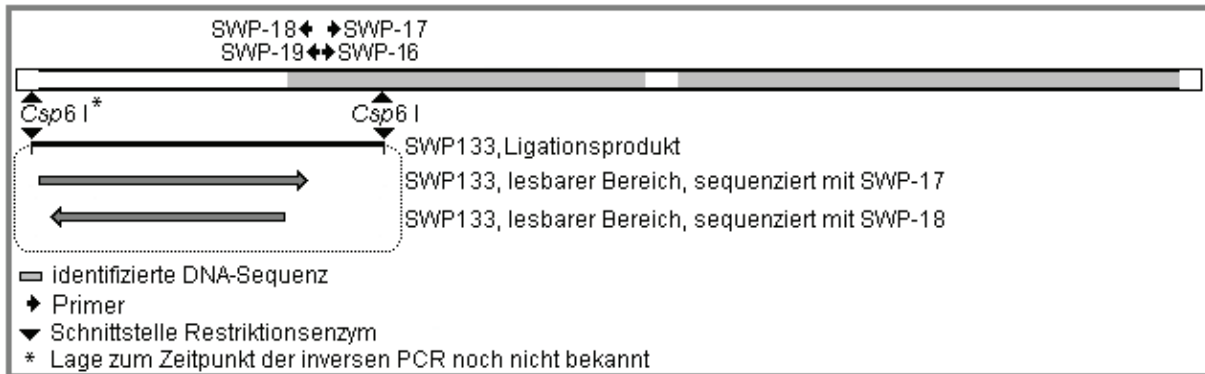 SWP-18 SWP-17
SWP-19 SWP-16
Csp6 I* Csp6 I
SWP133, Ligationsprodukt
SWP133, lesbarer Bereich, sequenziert mit SWP-17
SWP133, lesbarer Bereich, sequenziert mit SWP-18
identifizierte DNA-Sequenz
Primer
Schnittstelle Restriktionsenzym
* Lage zum Zeitpunkt der inversen PCR noch nicht bekannt